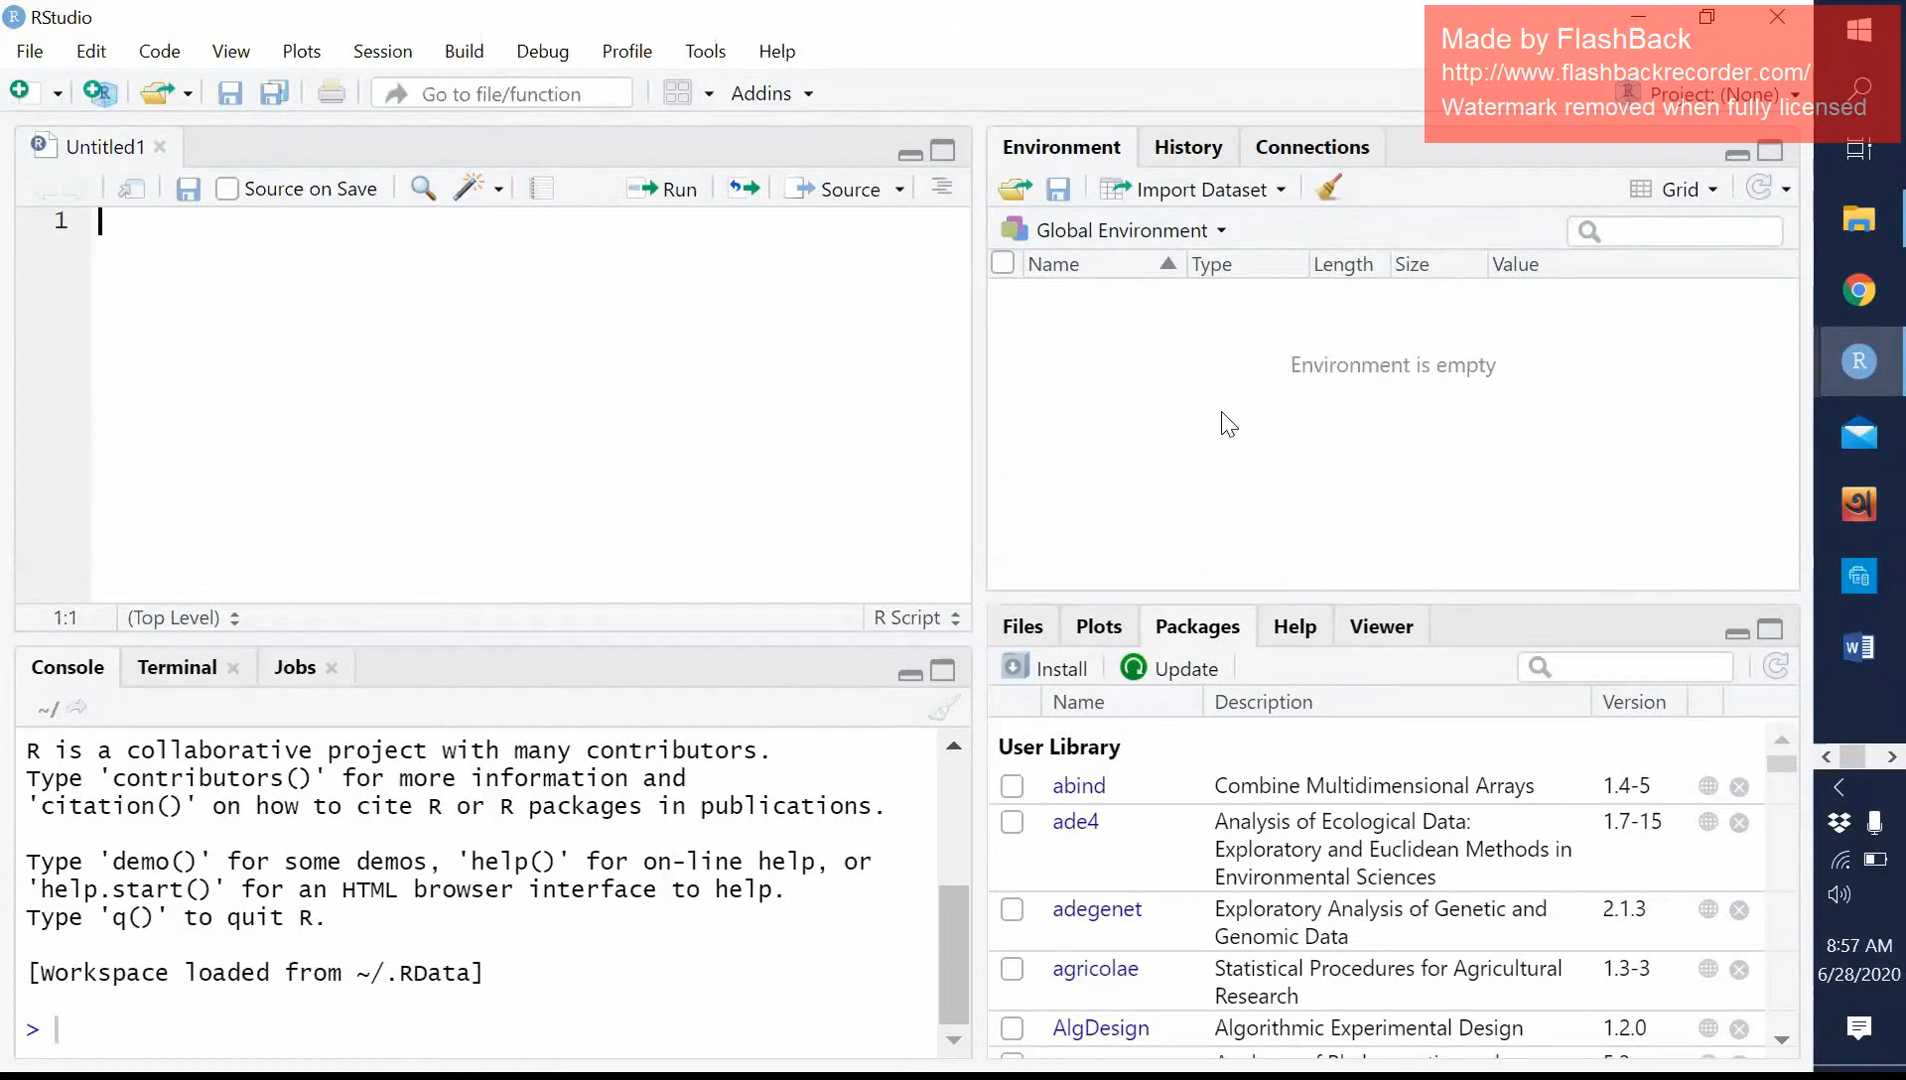 RStudio
Made by FlashBack
http://www.flashbackrecorder.com/
Watermark removed when fully licensed
File Edit Code View Plots Session Build Debug Profile Tools Help
Go to file/function
Addins
Project: (None)
Untitled1
Source on Save
Run
Source
1
1:1 (Top Level) R Script
Environment History Connections
Import Dataset
Grid
Global Environment
Name Type Length Size Value
Environment is empty
Console Terminal Jobs
~/
R is a collaborative project with many contributors.
Type 'contributors()' for more information and
'citation()' on how to cite R or R packages in publications.
Type 'demo()' for some demos, 'help()' for on-line help, or
'help.start()' for an HTML browser interface to help.
Type 'q()' to quit R.
[Workspace loaded from ~/.RData]
>
Files Plots Packages Help Viewer
Install Update
Name Description Version
User Library
abind Combine Multidimensional Arrays 1.4-5
ade4 Analysis of Ecological Data: 1.7-15
Exploratory and Euclidean Methods in
Environmental Sciences
adegenet Exploratory Analysis of Genetic and 2.1.3
Genomic Data
agricolae Statistical Procedures for Agricultural 1.3-3
Research
AlgDesign Algorithmic Experimental Design 1.2.0
8:57 AM
6/28/2020